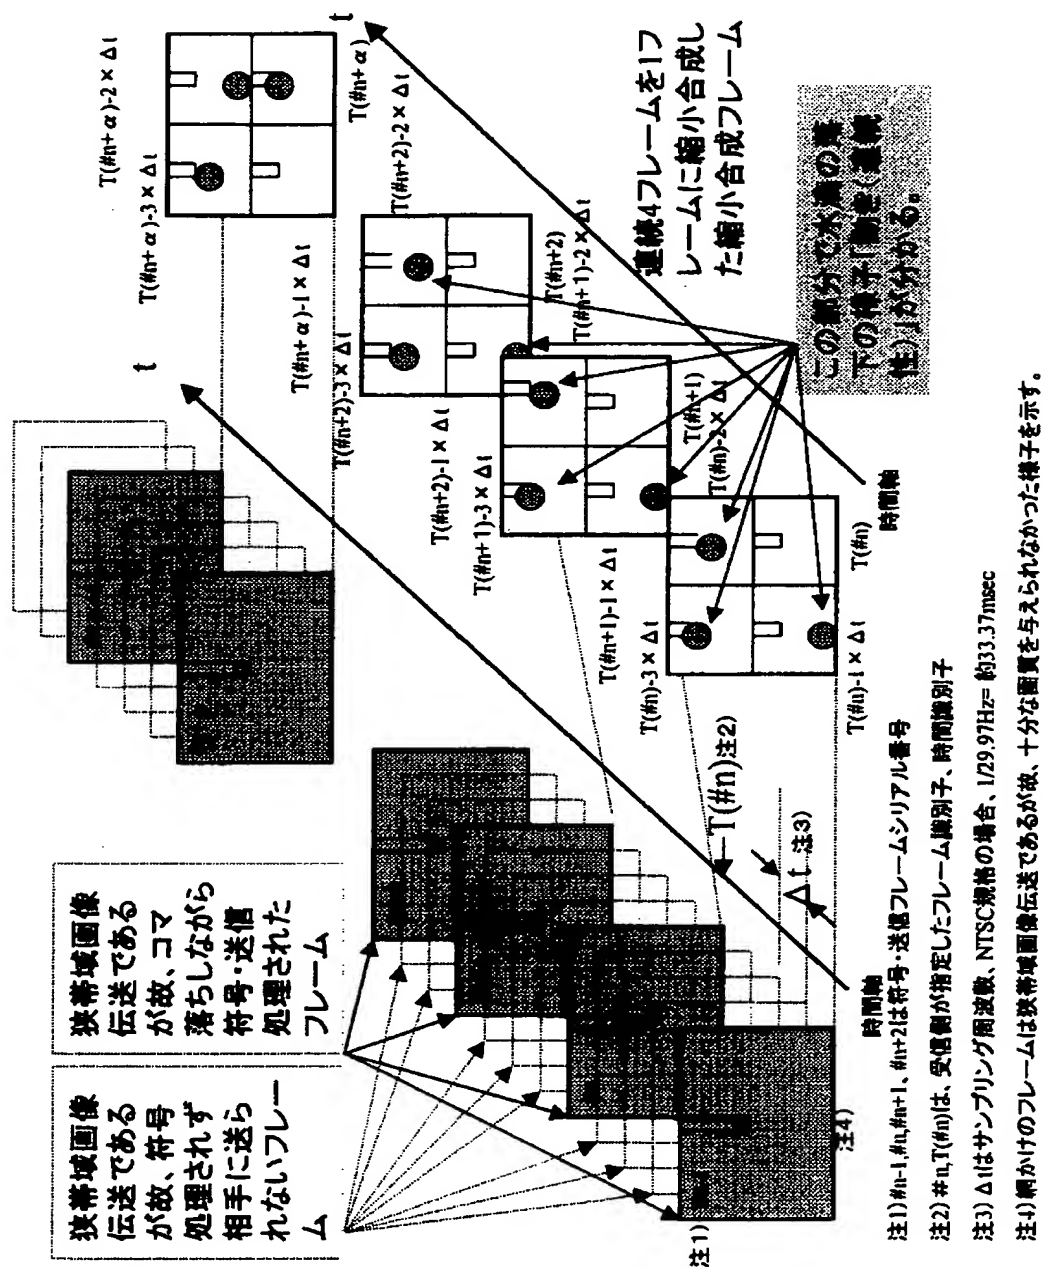 狭帯域画像
伝送である
が故、符号
処理されず
相手に送ら
れないフレー
ム
狭帯域画像
伝送である
が故、コマ
落ちしながら
符号・送信
処理された
フレーム
t
t
T(#n+α)-3×Δt
T(#n+α)-2×Δt
T(#n+α)-1×Δt
T(#n+α)
T(#n+2)-3×Δt
T(#n+2)-2×Δt
T(#n+2)-1×Δt
T(#n+2)
T(#n+1)-3×Δt
T(#n+1)-2×Δt
T(#n+1)-1×Δt
T(#n+1)
T(#n)-3×Δt
T(#n)-2×Δt
T(#n)-1×Δt
T(#n)
連続4フレームを1フ
レームに縮小合成し
た縮小合成フレーム
この部分で水滴の落
下の様子「動き(連続
性)」が分かる。
T(#n)注2)
Δt 注3)
時間軸
時間軸
注1)
注4)
注1) #n-1,#n,#n+1、#n+2は符号・送信フレームシリアル番号
注2) #n,T(#n)は、受信側が指定したフレーム識別子、時間識別子
注3) Δtはサンプリング周波数、NTSC規格の場合、1/29.97Hz= 約33.37msec
注4) 網かけのフレームは狭帯域画像伝送であるが故、十分な画質を与えられなかった様子を示す。